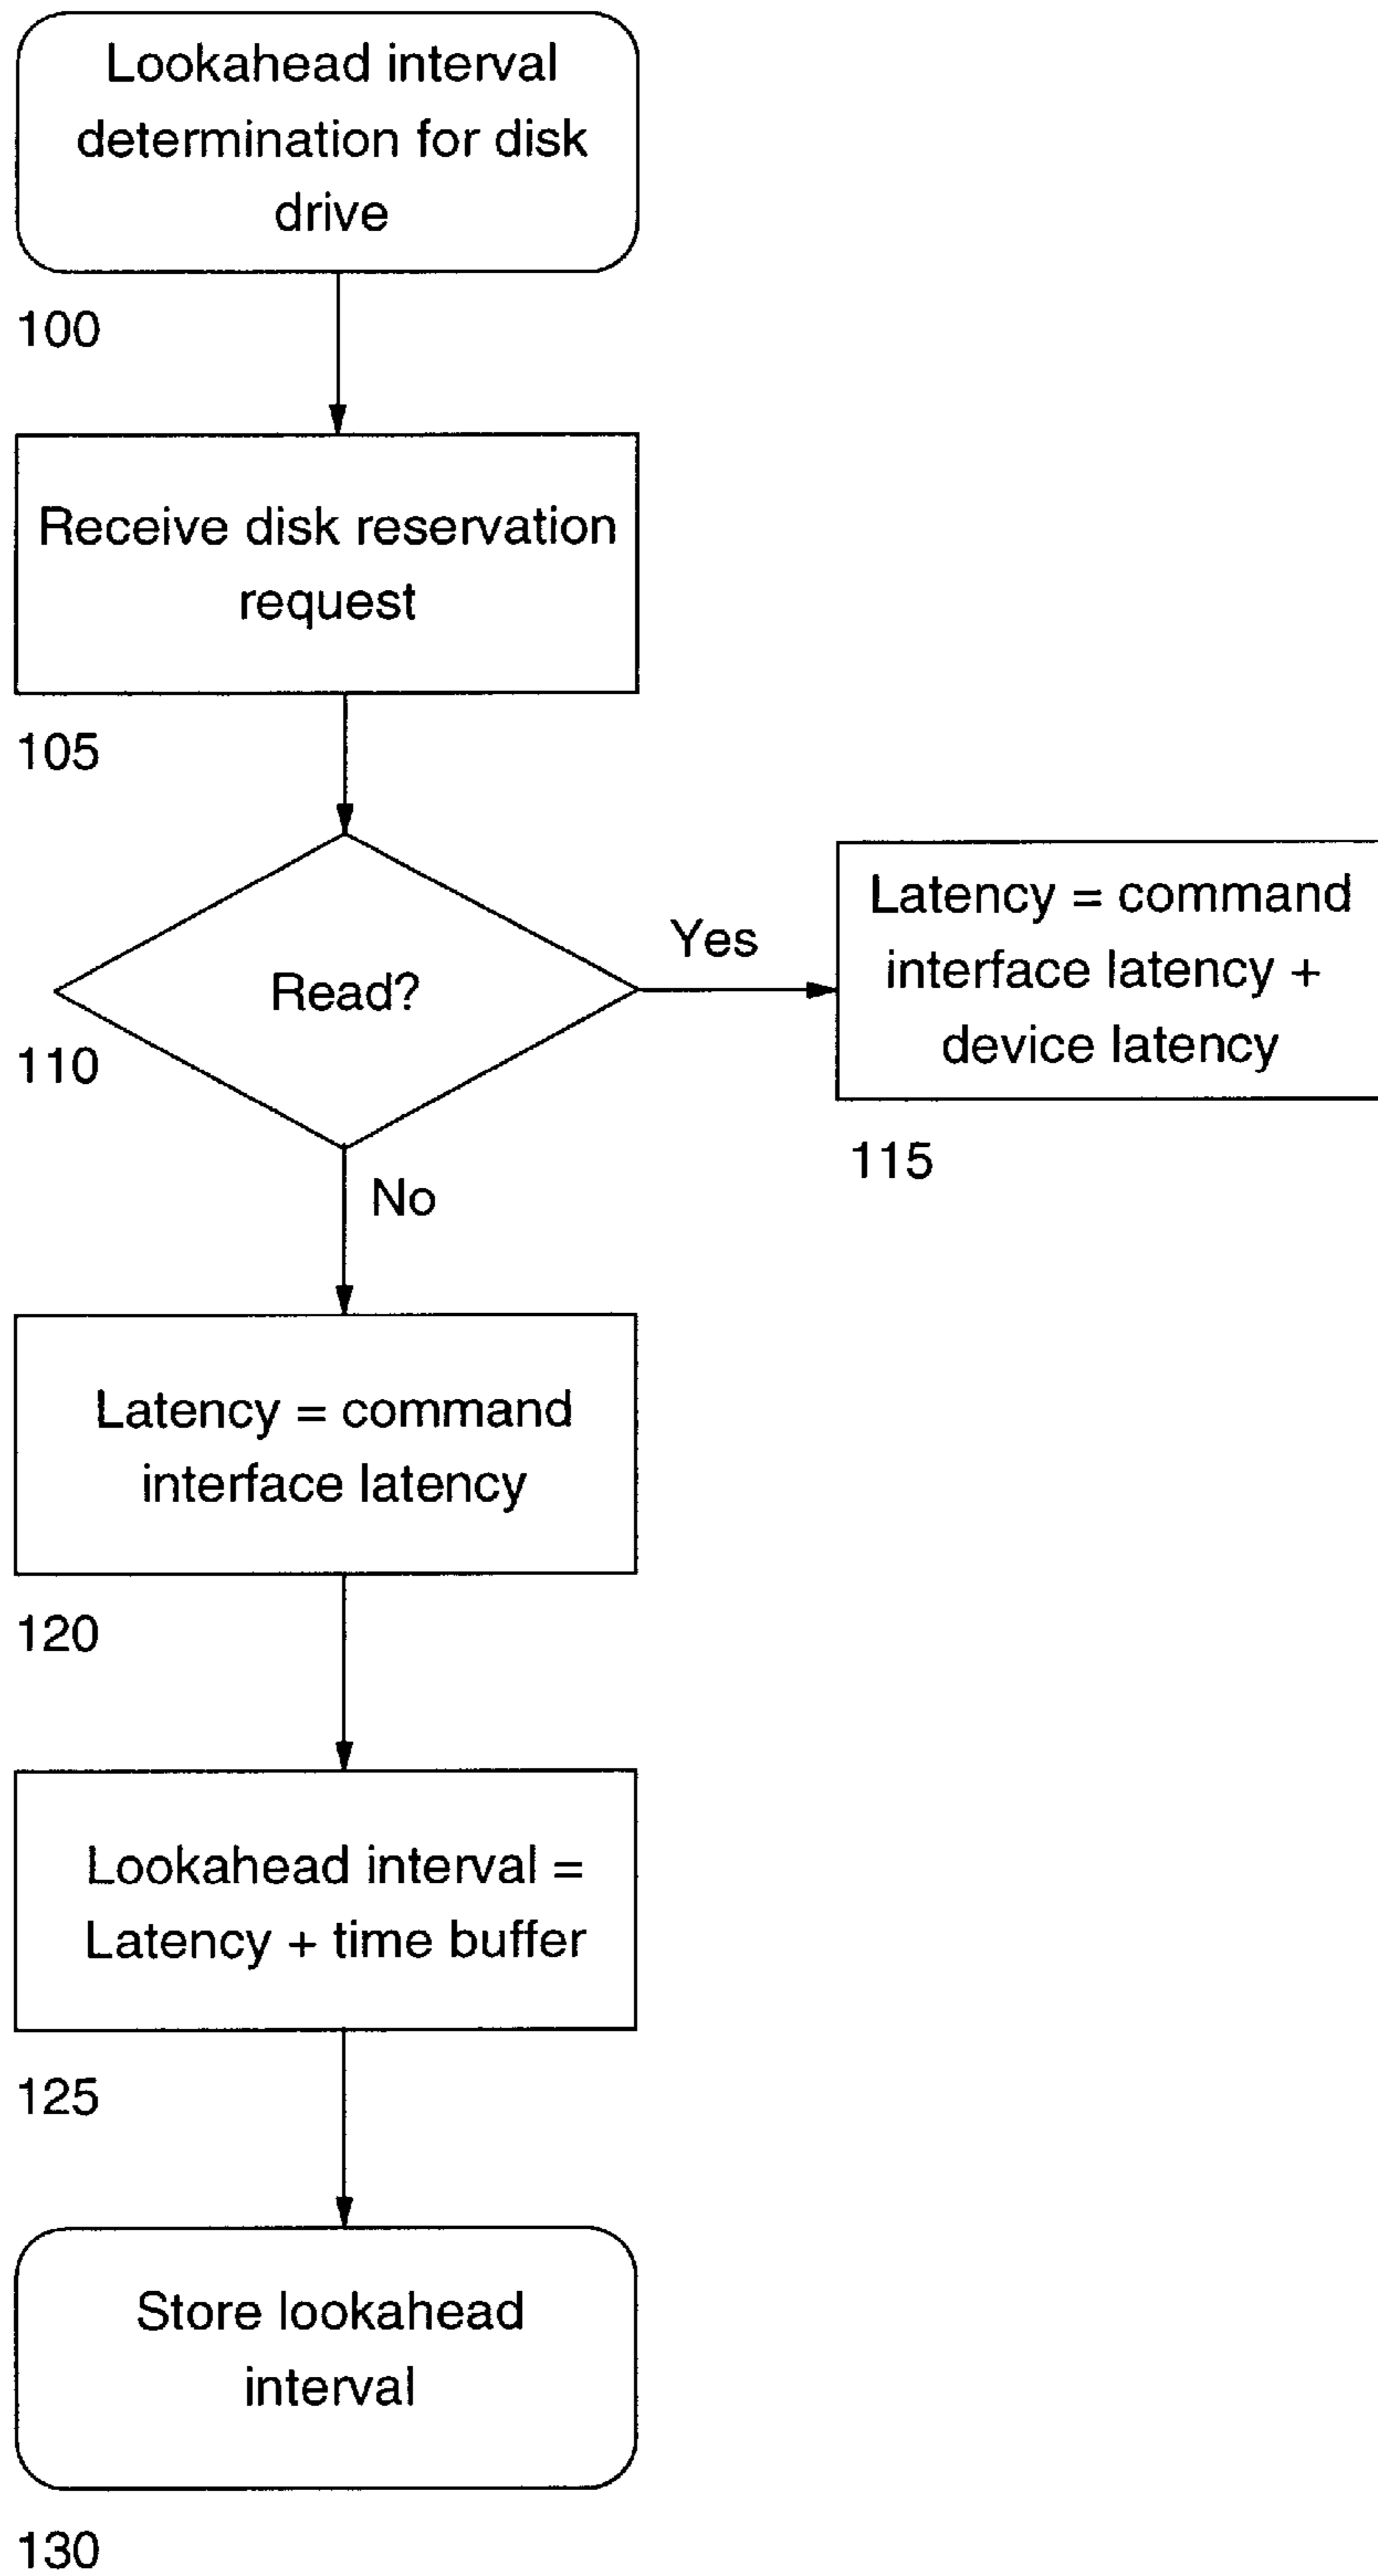 Lookahead interval
determination for disk
drive
100
Receive disk reservation
request
105
Read?
110
Yes
Latency = command
interface latency +
device latency
115
No
Latency = command
interface latency
120
Lookahead interval =
Latency + time buffer
125
Store lookahead
interval
130